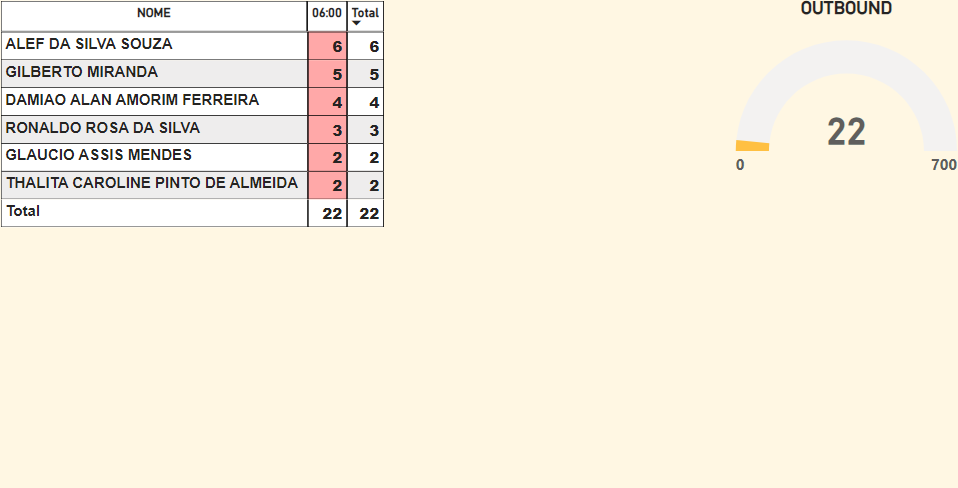 NOME 06:00 Total
ALEF DA SILVA SOUZA 6 6
GILBERTO MIRANDA 5 5
DAMIAO ALAN AMORIM FERREIRA 4 4
RONALDO ROSA DA SILVA 3 3
GLAUCIO ASSIS MENDES 2 2
THALITA CAROLINE PINTO DE ALMEIDA 2 2
Total 22 22
OUTBOUND
22
0 700